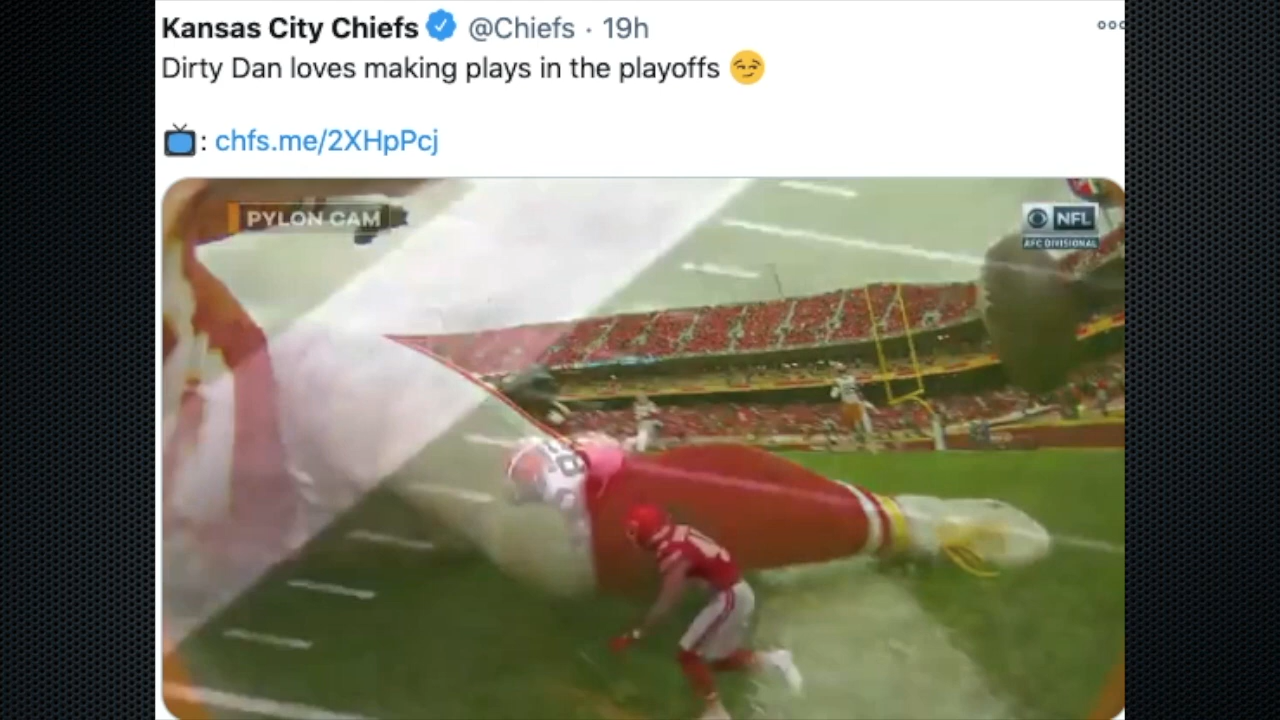 Kansas City Chiefs @Chiefs · 19h
Dirty Dan loves making plays in the playoffs 😏
📺: chfs.me/2XHpPcj
PYLON CAM
NFL
AFC DIVISIONAL